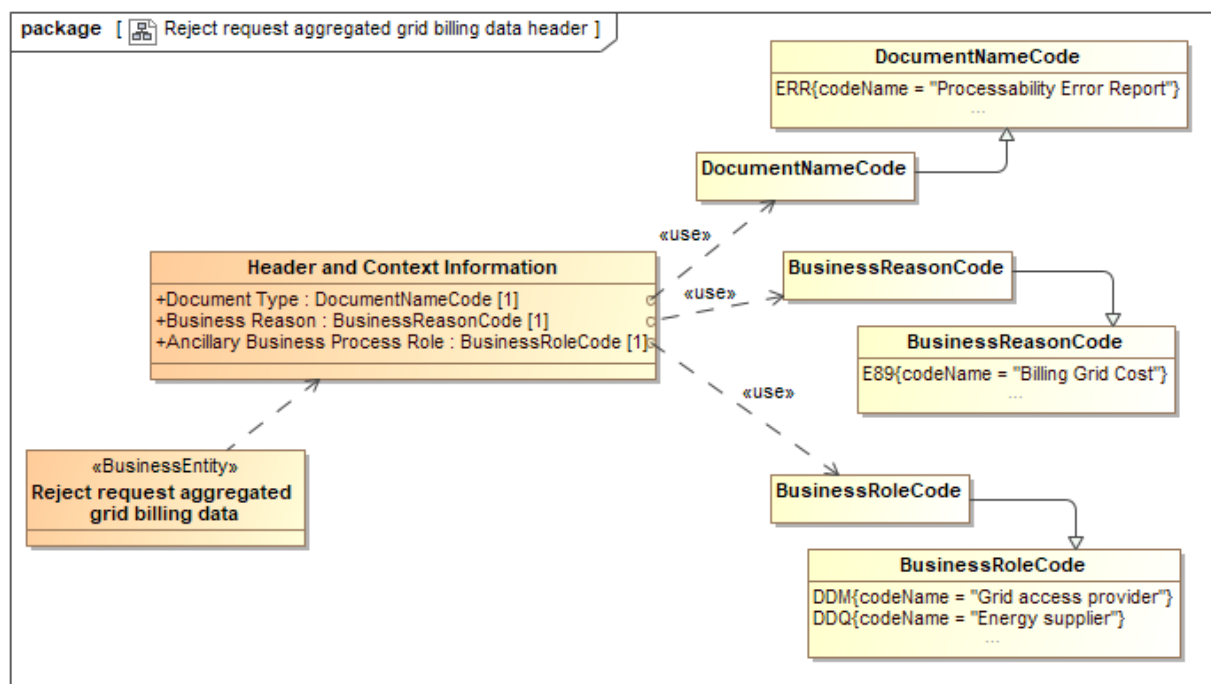 package [ Reject request aggregated grid billing data header ]
DocumentNameCode
ERR{codeName = "Processability Error Report"}
...
DocumentNameCode
«use»
Header and Context Information
+Document Type : DocumentNameCode [1]
+Business Reason : BusinessReasonCode [1]
+Ancillary Business Process Role : BusinessRoleCode [1]
«use»
BusinessReasonCode
BusinessReasonCode
E89{codeName = "Billing Grid Cost"}
...
«use»
«BusinessEntity»
Reject request aggregated
grid billing data
BusinessRoleCode
BusinessRoleCode
DDM{codeName = "Grid access provider"}
DDQ{codeName = "Energy supplier"}
...